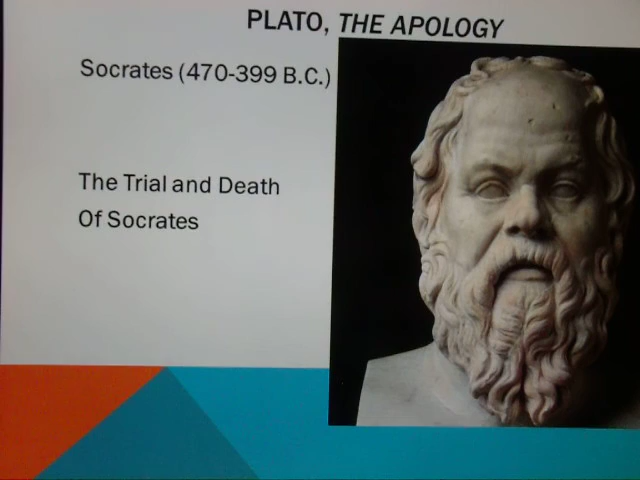 PLATO, THE APOLOGY
Socrates (470-399 B.C.)
The Trial and Death
Of Socrates